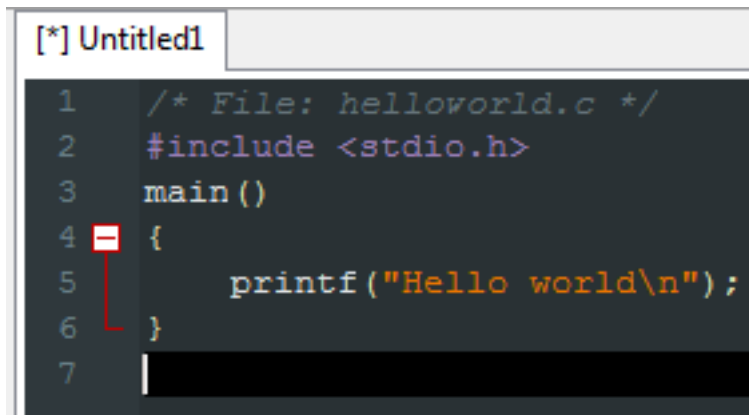 [*] Untitled1
1 /* File: helloworld.c */
2 #include <stdio.h>
3 main()
4 {
5 printf("Hello world\n");
6 }
7